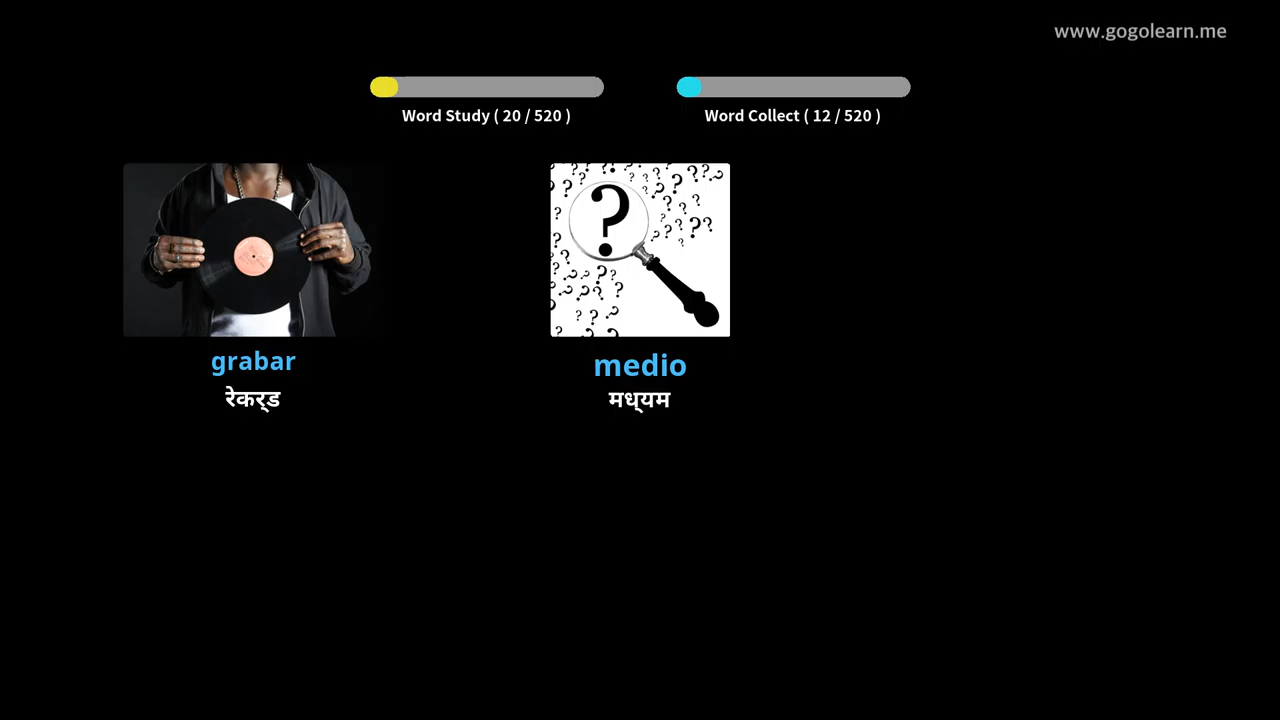 www.gogolearn.me
Word Study ( 20 / 520 )
Word Collect ( 12 / 520 )
grabar
रेकर्ड
medio
मध्यम